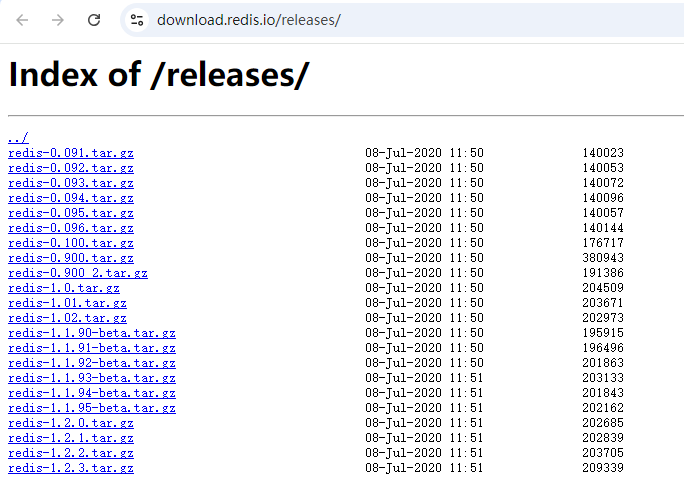 download.redis.io/releases/
Index of /releases/
../
redis-0.091.tar.gz 08-Jul-2020 11:50 140023
redis-0.092.tar.gz 08-Jul-2020 11:50 140053
redis-0.093.tar.gz 08-Jul-2020 11:50 140072
redis-0.094.tar.gz 08-Jul-2020 11:50 140096
redis-0.095.tar.gz 08-Jul-2020 11:50 140057
redis-0.096.tar.gz 08-Jul-2020 11:50 140144
redis-0.100.tar.gz 08-Jul-2020 11:50 176717
redis-0.900.tar.gz 08-Jul-2020 11:50 380943
redis-0.900_2.tar.gz 08-Jul-2020 11:50 191386
redis-1.0.tar.gz 08-Jul-2020 11:50 204509
redis-1.01.tar.gz 08-Jul-2020 11:50 203671
redis-1.02.tar.gz 08-Jul-2020 11:50 202973
redis-1.1.90-beta.tar.gz 08-Jul-2020 11:50 195915
redis-1.1.91-beta.tar.gz 08-Jul-2020 11:50 196496
redis-1.1.92-beta.tar.gz 08-Jul-2020 11:50 201863
redis-1.1.93-beta.tar.gz 08-Jul-2020 11:51 203133
redis-1.1.94-beta.tar.gz 08-Jul-2020 11:51 201843
redis-1.1.95-beta.tar.gz 08-Jul-2020 11:51 202162
redis-1.2.0.tar.gz 08-Jul-2020 11:51 202685
redis-1.2.1.tar.gz 08-Jul-2020 11:51 202839
redis-1.2.2.tar.gz 08-Jul-2020 11:51 203705
redis-1.2.3.tar.gz 08-Jul-2020 11:51 209339